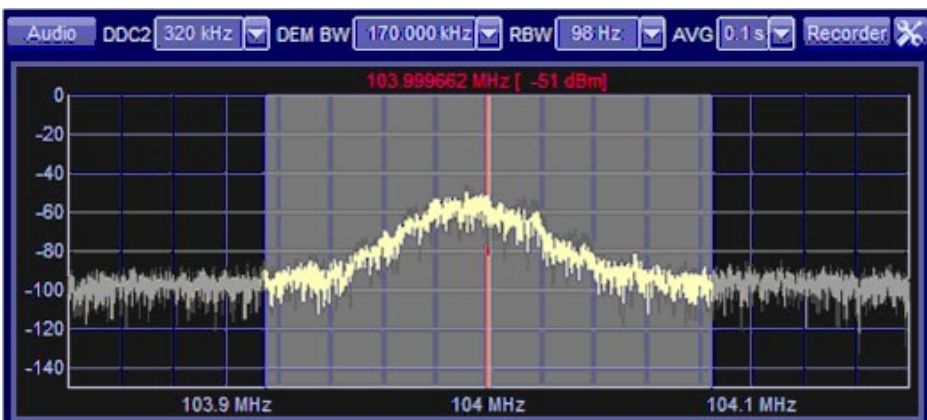 Audio DDC2 320 kHz DEM BW 170.000 kHz RBW 98 Hz AVG 0.1 s Recorder
103.999662 MHz [ -51 dBm]
0
-20
-40
-60
-80
-100
-120
-140
103.9 MHz 104 MHz 104.1 MHz